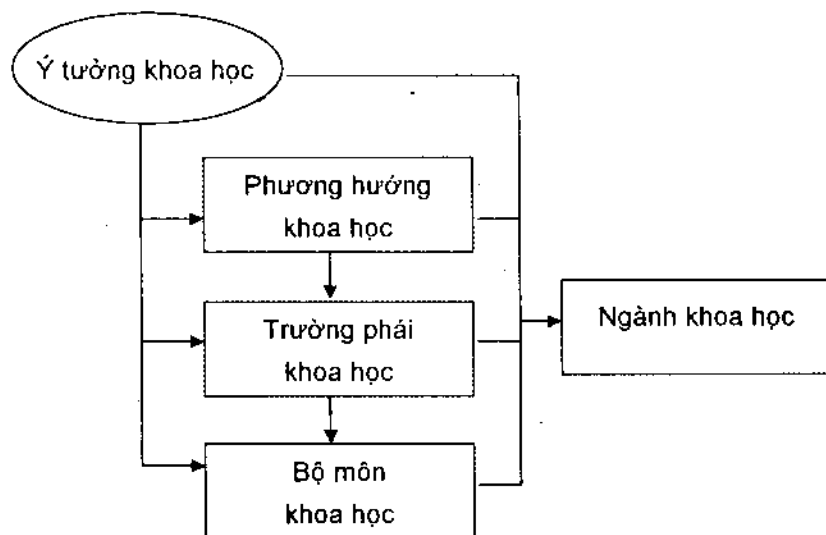 Ý tưởng khoa học
Phương hướng
khoa học
Trường phái
khoa học
Ngành khoa học
Bộ môn
khoa học